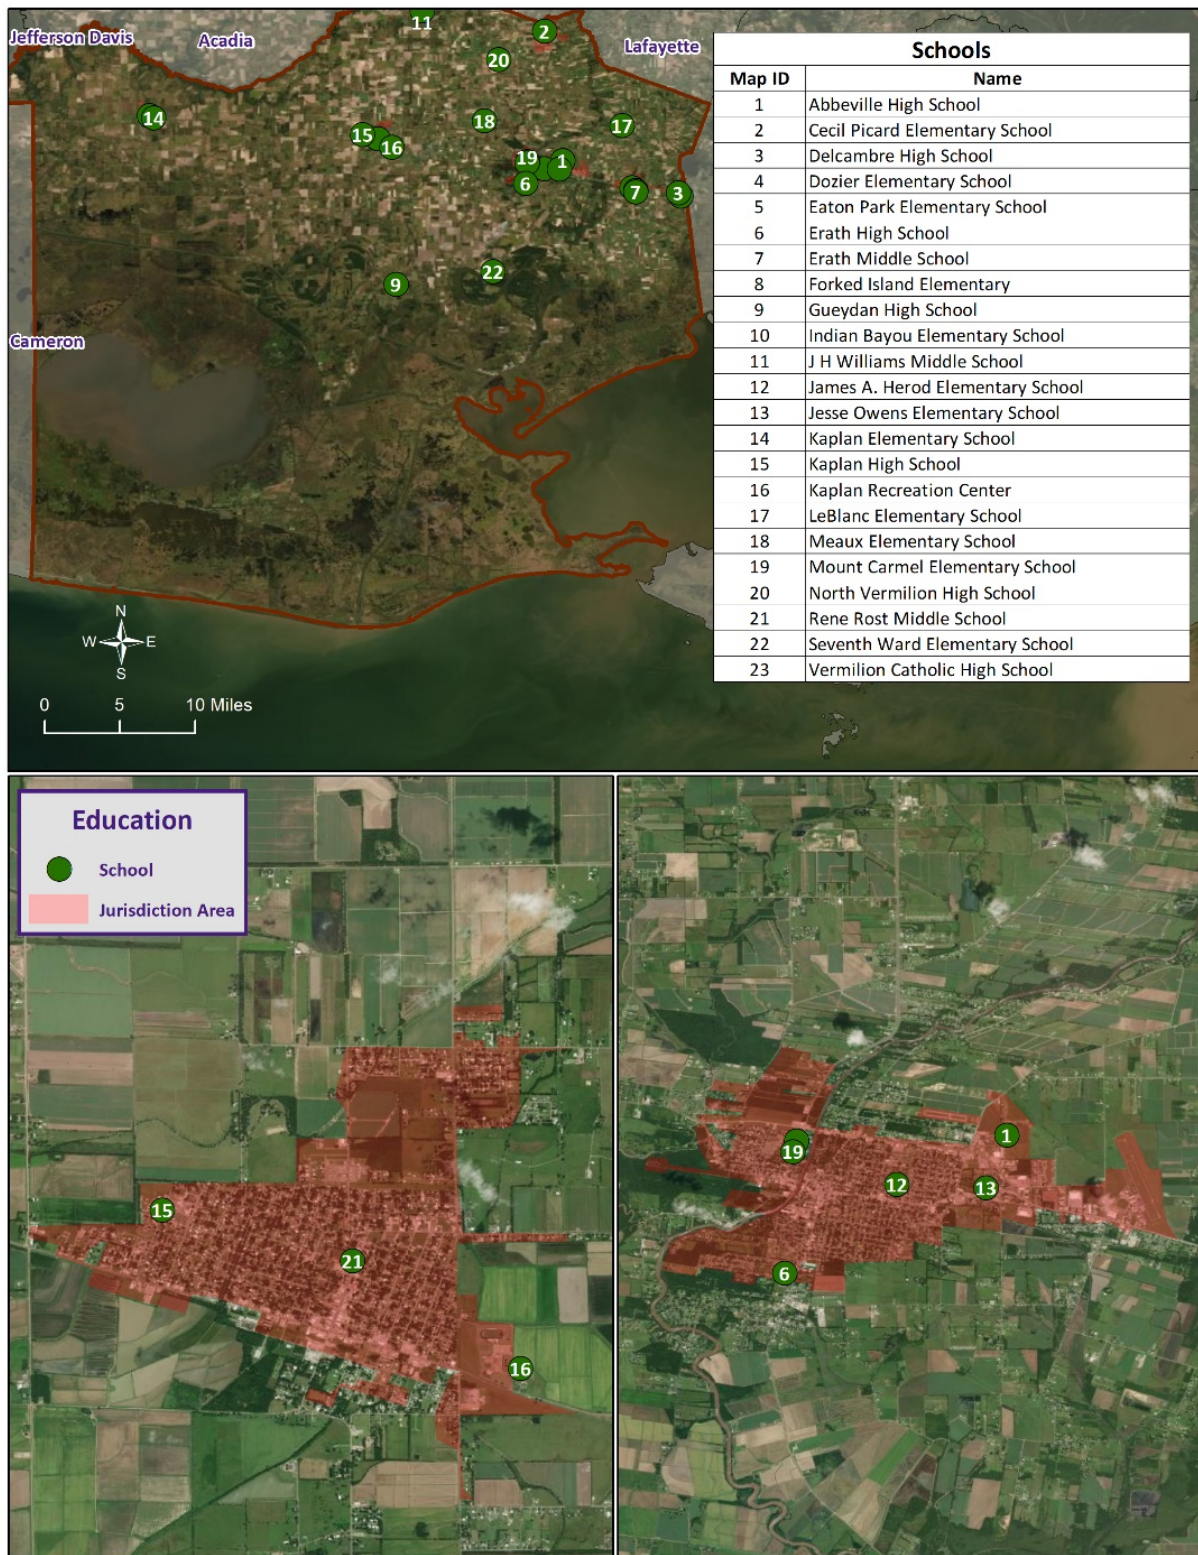 Jefferson Davis
Acadia
11
2
Lafayette
20
14
18
17
15
16
19
1
6
7
3
22
9
Cameron
N
W E
S
0 5 10 Miles
Schools
Map ID Name
1 Abbeville High School
2 Cecil Picard Elementary School
3 Delcambre High School
4 Dozier Elementary School
5 Eaton Park Elementary School
6 Erath High School
7 Erath Middle School
8 Forked Island Elementary
9 Gueydan High School
10 Indian Bayou Elementary School
11 J H Williams Middle School
12 James A. Herod Elementary School
13 Jesse Owens Elementary School
14 Kaplan Elementary School
15 Kaplan High School
16 Kaplan Recreation Center
17 LeBlanc Elementary School
18 Meaux Elementary School
19 Mount Carmel Elementary School
20 North Vermilion High School
21 Rene Rost Middle School
22 Seventh Ward Elementary School
23 Vermilion Catholic High School
Education
School
Jurisdiction Area
15
21
16
1
19
12
13
6